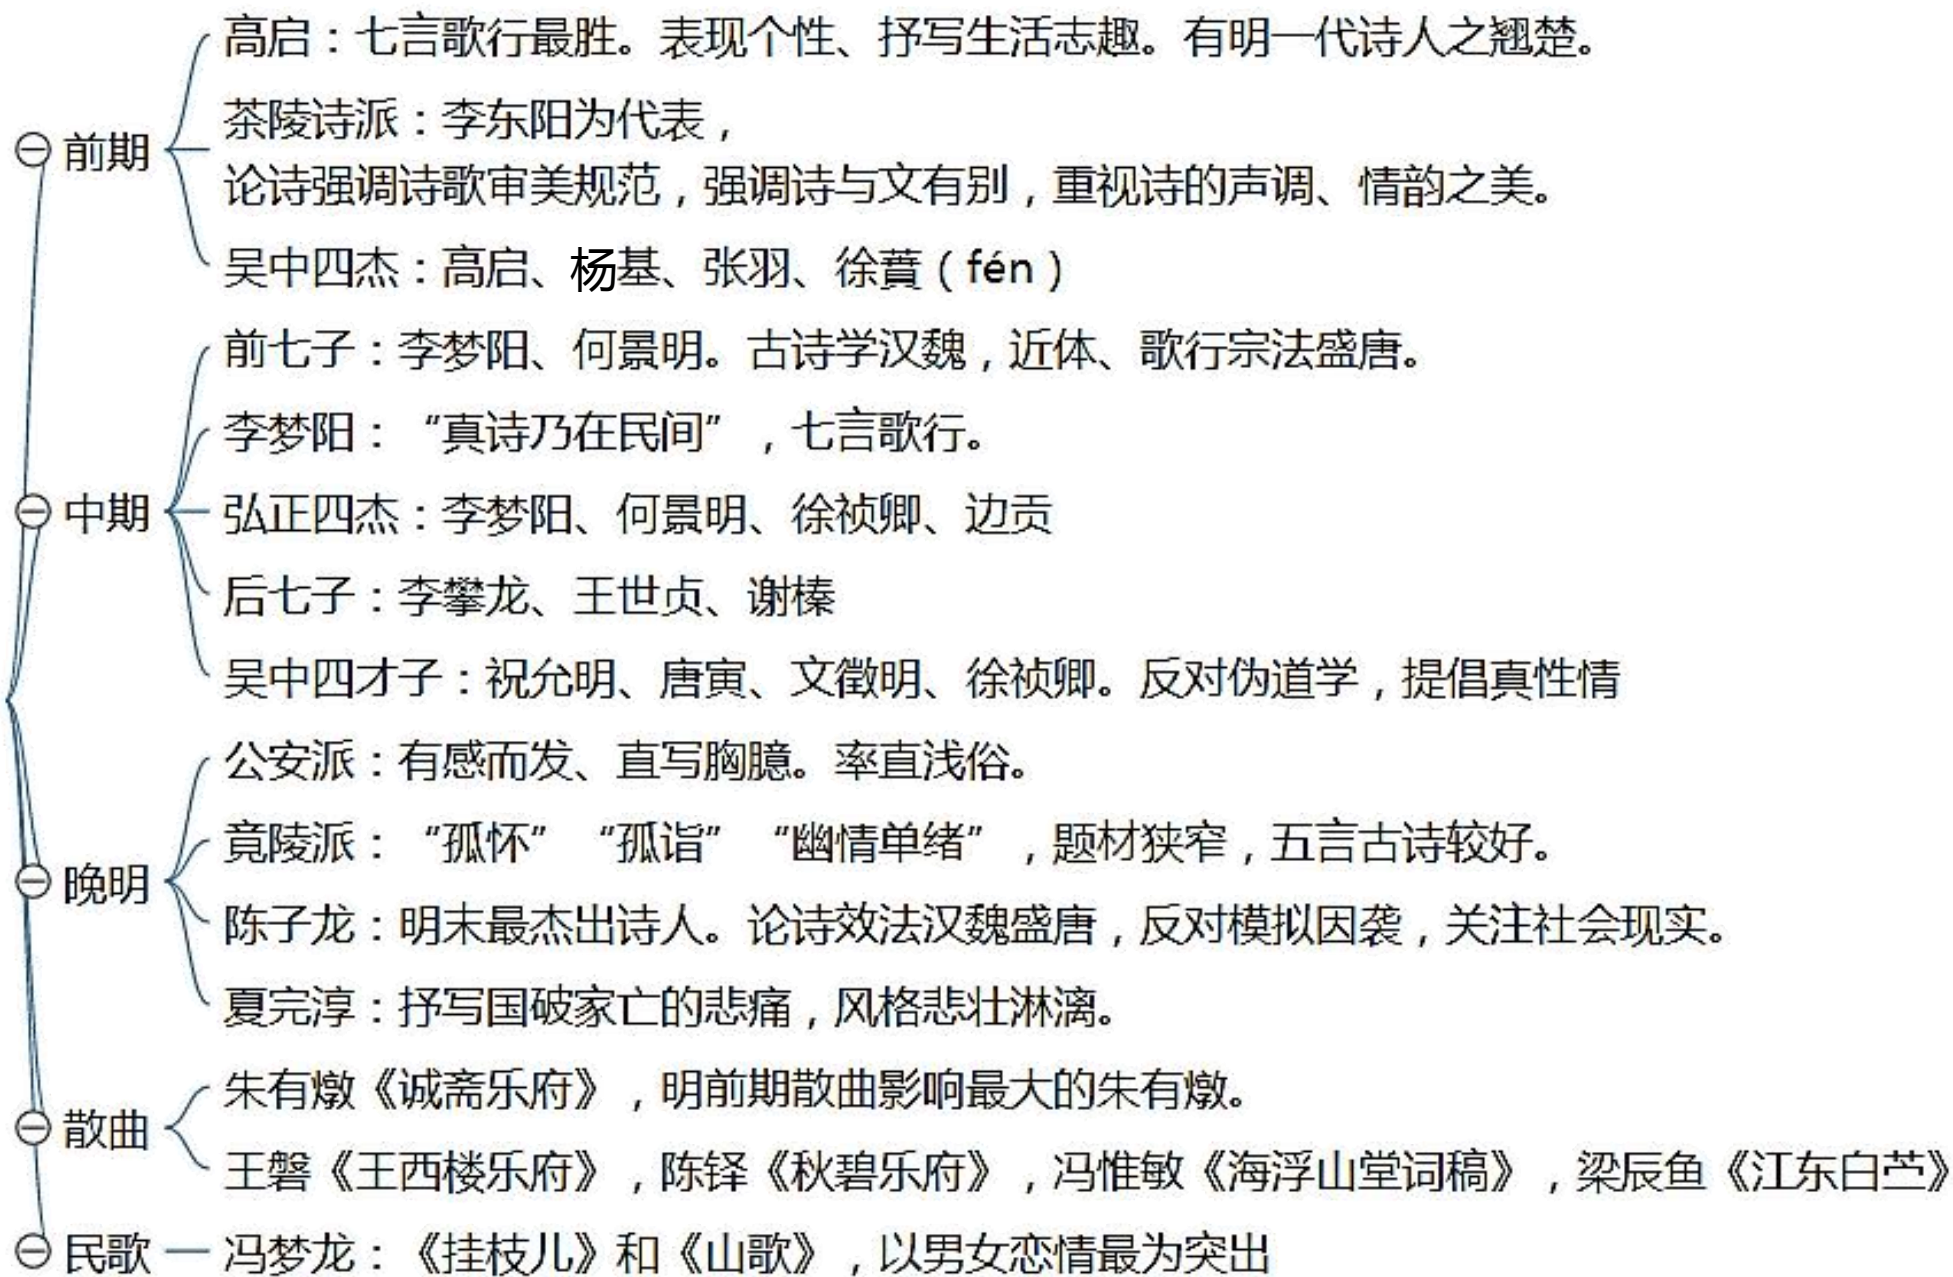 前期
高启：七言歌行最胜。表现个性、抒写生活志趣。有明一代诗人之翘楚。
茶陵诗派：李东阳为代表，
论诗强调诗歌审美规范，强调诗与文有别，重视诗的声调、情韵之美。
吴中四杰：高启、杨基、张羽、徐蕡（fén）
中期
前七子：李梦阳、何景明。古诗学汉魏，近体、歌行宗法盛唐。
李梦阳：“真诗乃在民间”，七言歌行。
弘正四杰：李梦阳、何景明、徐祯卿、边贡
后七子：李攀龙、王世贞、谢榛
吴中四才子：祝允明、唐寅、文徵明、徐祯卿。反对伪道学，提倡真性情
晚明
公安派：有感而发、直写胸臆。率直浅俗。
竟陵派：“孤怀”“孤诣”“幽情单绪”，题材狭窄，五言古诗较好。
陈子龙：明末最杰出诗人。论诗效法汉魏盛唐，反对模拟因袭，关注社会现实。
夏完淳：抒写国破家亡的悲痛，风格悲壮淋漓。
散曲
朱有燉《诚斋乐府》，明前期散曲影响最大的朱有燉。
王磐《王西楼乐府》，陈铎《秋碧乐府》，冯惟敏《海浮山堂词稿》，梁辰鱼《江东白苎》
民歌
冯梦龙：《挂枝儿》和《山歌》，以男女恋情最为突出